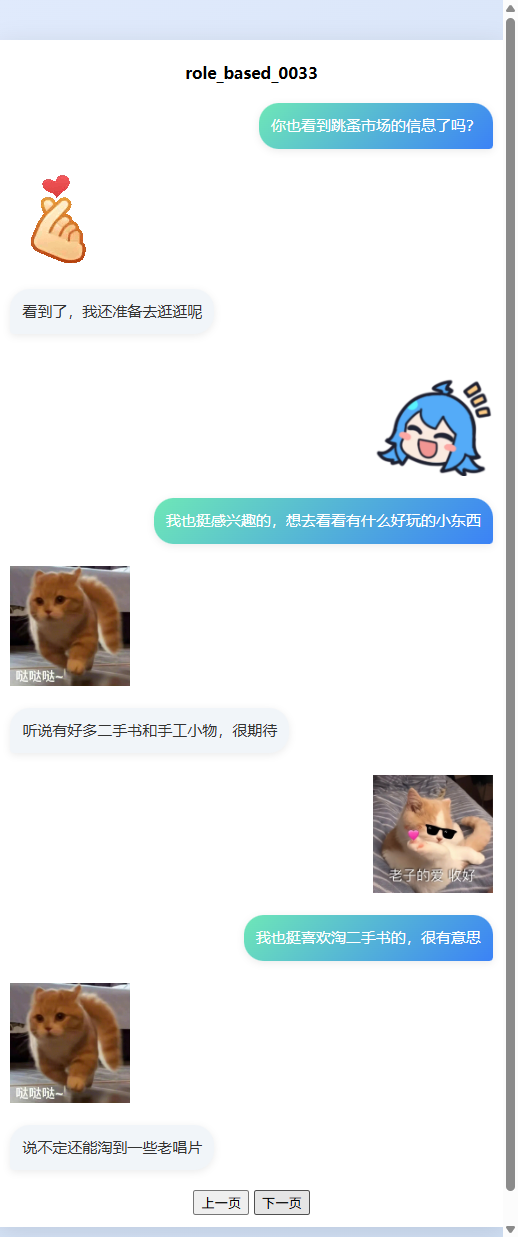 role_based_0033
你也看到跳蚤市场的信息了吗？
看到了，我还准备去逛逛呢
我也挺感兴趣的，想去看看有什么好玩的小东西
哒哒哒~
听说有好多二手书和手工小物，很期待
老子的爱 收好
我也挺喜欢淘二手书的，很有意思
哒哒哒~
说不定还能淘到一些老唱片
上一页 下一页